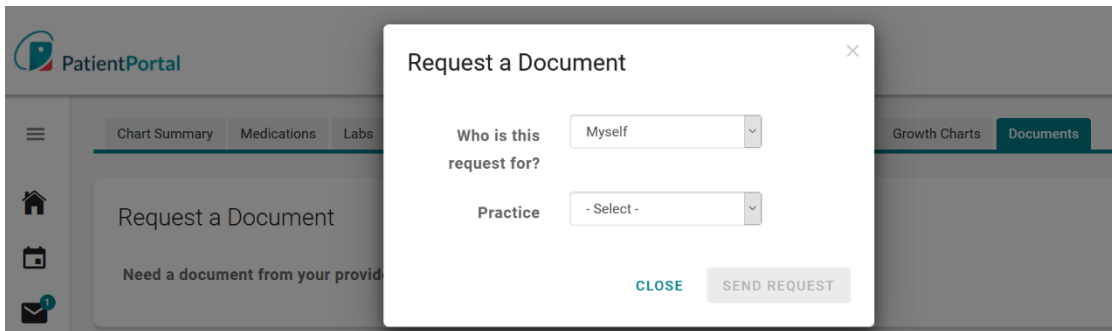 PatientPortal
Request a Document
Who is this
request for?
Myself
Practice
- Select -
CLOSE
SEND REQUEST
Chart Summary
Medications
Labs
Growth Charts
Documents
Request a Document
Need a document from your provid
1